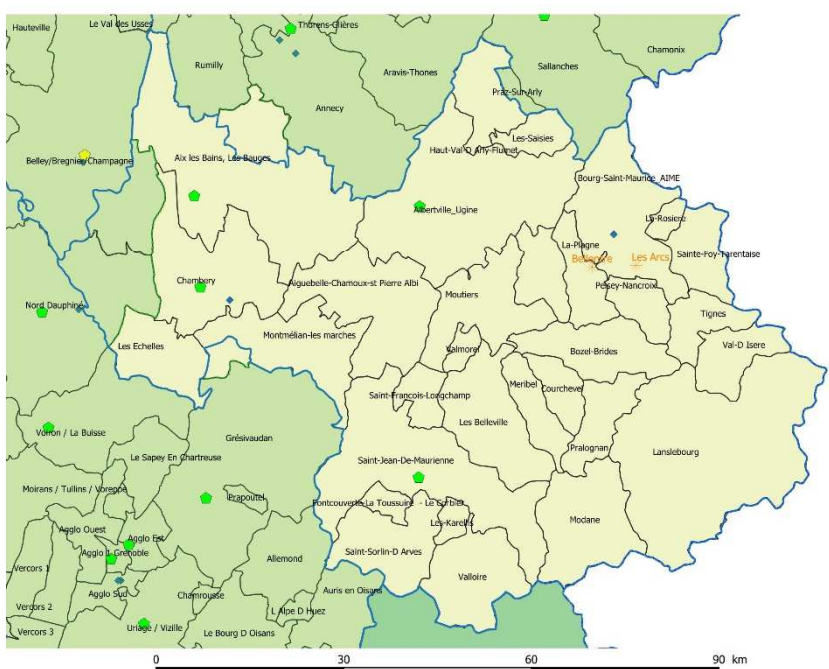 Hauteville
Le Val des Usses
Thorens-Glières
Rumilly
Sallanches
Chamonix
Aravis-Thones
Praz-Sur-Arly
Annecy
Les-Saisies
Haut-Val-D Arly-Flumet
Belley/Bregnier/Champagne
Aix les Bains, Les Bauges
Bourg-Saint-Maurice_AIME
Albertville_Ugine
La-Rosiere
La-Plagne
Sainte-Foy-Tarentaise
Bellecote
Les Arcs
Chambery
Aiguebelle-Chamoux-st Pierre Albi
Peisey-Nancroix
Moutiers
Nord Dauphiné
Tignes
Les Echelles
Montmélian-les marches
Valmorel
Bozel-Brides
Val-D Isere
Saint-François-Longchamp
Meribel
Courchevel
Les Belleville
Voiron / La Buisse
Grésivaudan
Le Sapey En Chartreuse
Pralognan
Lanslebourg
Saint-Jean-De-Maurienne
Moirans / Tullins / Voreppe
Prapoutel
Fontcouverte-La Toussuire - Le Corbier
Les-Karellis
Modane
Agglo Ouest
Agglo Est
Agglo 1 Grenoble
Saint-Sorlin-D Arves
Allemond
Vercors 1
Agglo Sud
Chamrousse
Valloire
Auris en Oisans
Vercors 2
L Alpe D Huez
Vercors 3
Uriage / Vizille
Le Bourg D Oisans
0 30 60 90 km